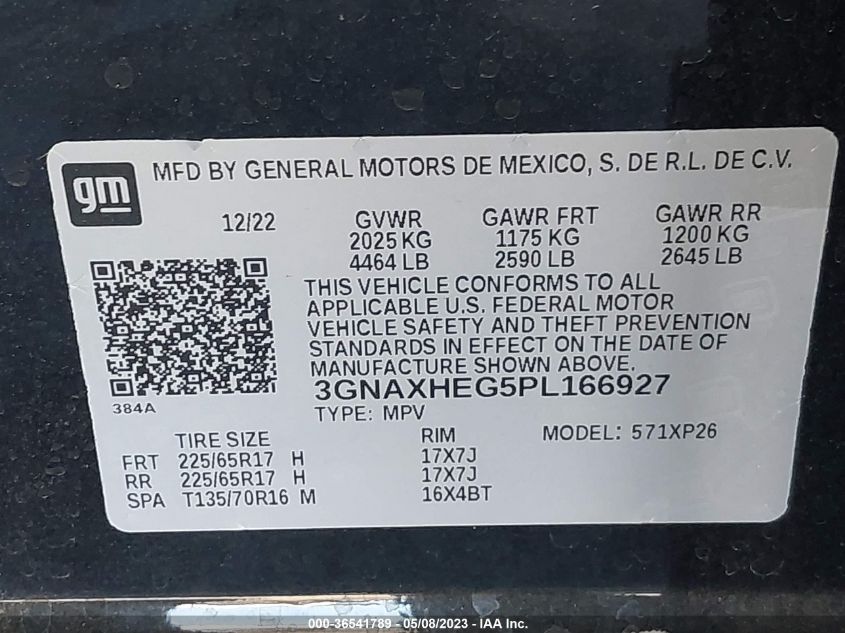 gm
MFD BY GENERAL MOTORS DE MEXICO, S. DE R.L. DE C.V.
12/22 GVWR GAWR FRT GAWR RR
2025 KG 1175 KG 1200 KG
4464 LB 2590 LB 2645 LB
THIS VEHICLE CONFORMS TO ALL
APPLICABLE U.S. FEDERAL MOTOR
VEHICLE SAFETY AND THEFT PREVENTION
STANDARDS IN EFFECT ON THE DATE OF
MANUFACTURE SHOWN ABOVE.
3GNAXHEG5PL166927
384A
TYPE: MPV
TIRE SIZE RIM MODEL: 571XP26
FRT 225/65R17 H 17X7J
RR 225/65R17 H 17X7J
SPA T135/70R16 M 16X4BT
000-36541789 - 05/08/2023 - IAA Inc.